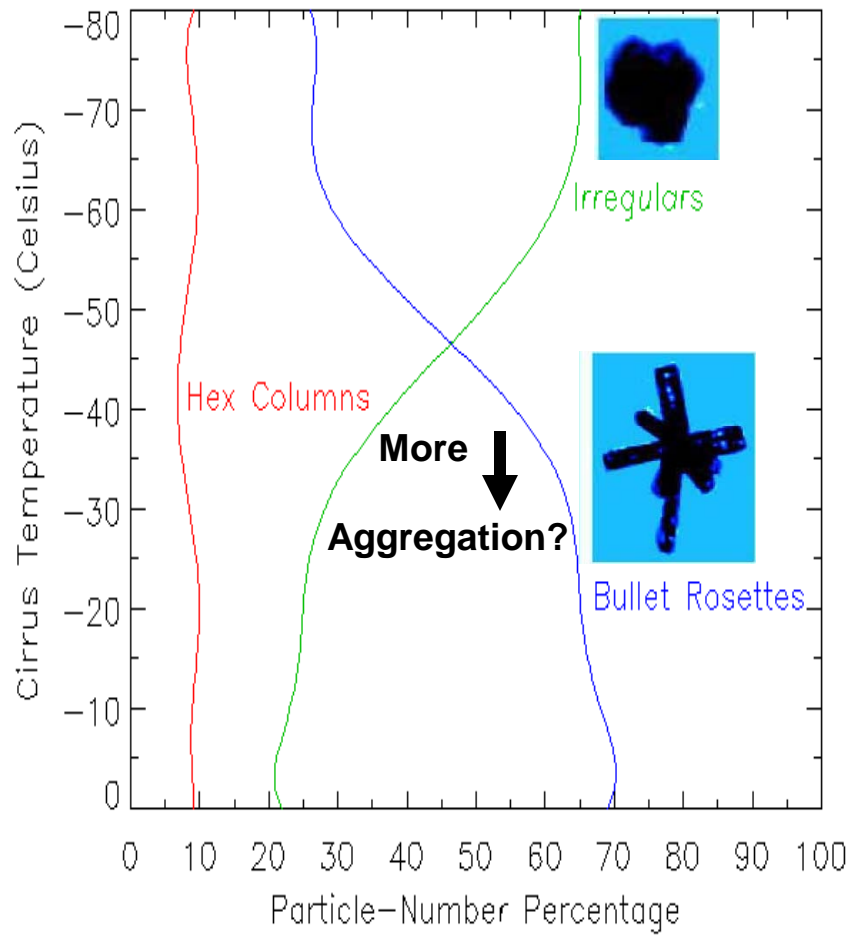 -80
-70
-60
-50
-40
-30
-20
-10
0
Cirrus Temperature (Celsius)
Irregulars
Hex Columns
More
Aggregation?
Bullet Rosettes
0 10 20 30 40 50 60 70 80 90 100
Particle-Number Percentage